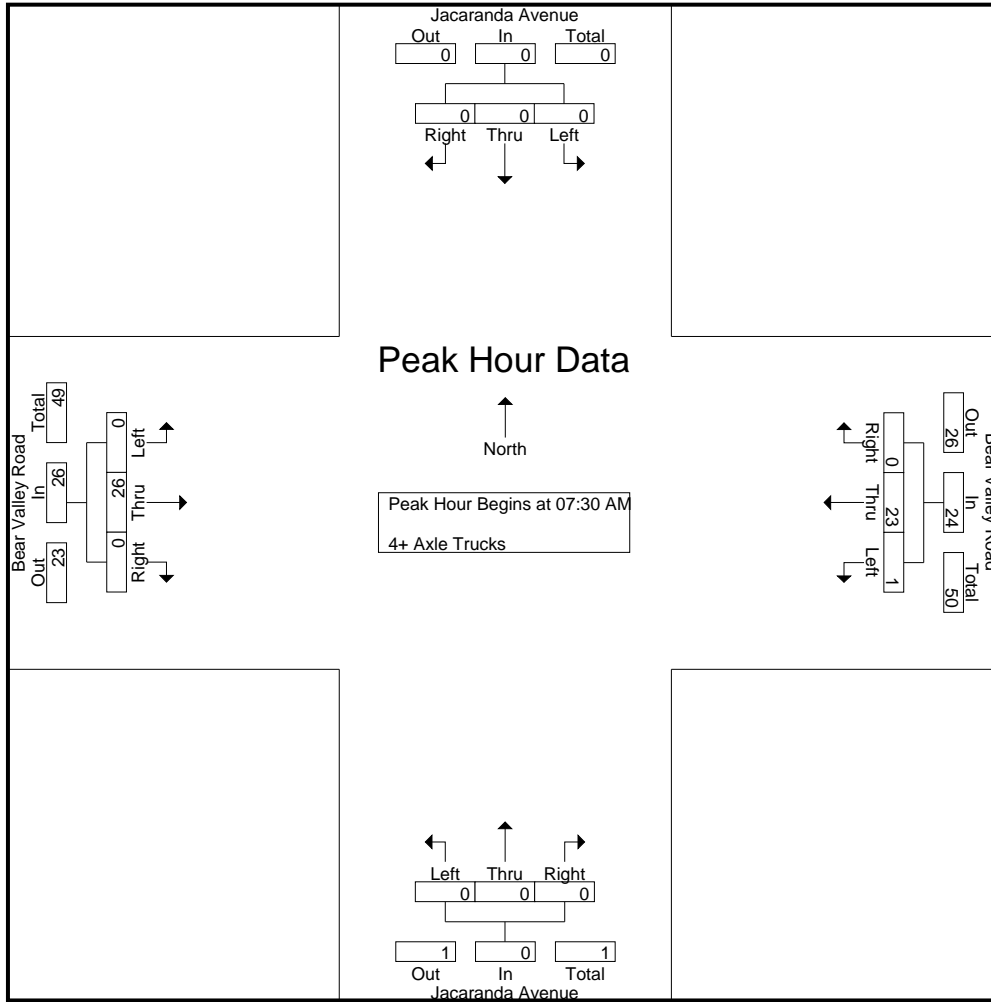 Jacaranda Avenue
Out In Total
0 0 0
0 0 0
Right Thru Left
Peak Hour Data
North
Peak Hour Begins at 07:30 AM
4+ Axle Trucks
Bear Valley Road
Out In Total
23 26 49
Right Thru Left
0 26 0
Bear Valley Road
Out In Total
26 24 50
Right Thru Left
0 23 1
Left Thru Right
0 0 0
1 0 1
Out In Total
Jacaranda Avenue